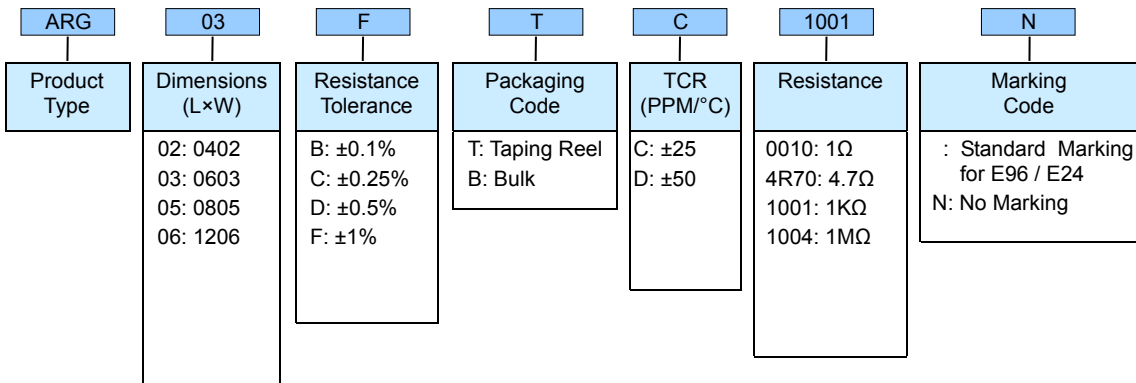 ARG 03 F T C 1001 N
Product Type
Dimensions (L×W)
Resistance Tolerance
Packaging Code
TCR (PPM/°C)
Resistance
Marking Code
02: 0402
03: 0603
05: 0805
06: 1206
B: ±0.1%
C: ±0.25%
D: ±0.5%
F: ±1%
T: Taping Reel
B: Bulk
C: ±25
D: ±50
0010: 1Ω
4R70: 4.7Ω
1001: 1KΩ
1004: 1MΩ
: Standard Marking
for E96 / E24
N: No Marking